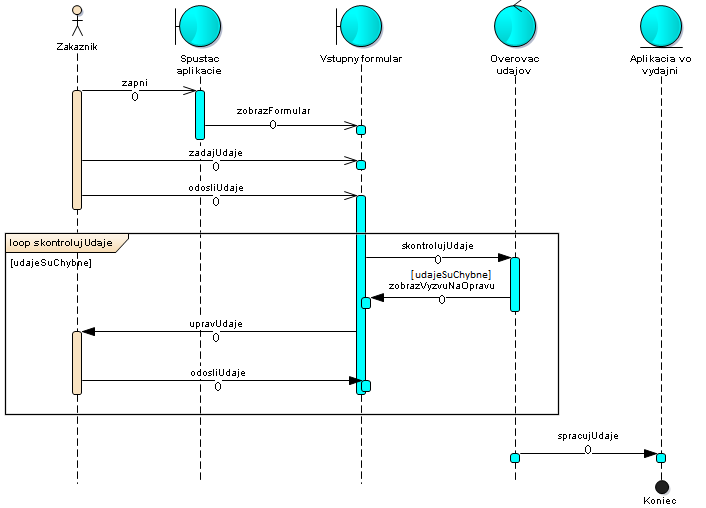 Zakaznik
Spustac
aplikacie
Vstupny formular
Overovac
udajov
Aplikacia vo
vydajni
zapni
()
zobrazFormular
()
zadajUdaje
()
odosliUdaje
()
loop skontrolujUdaje
[udajeSuChybne]
skontrolujUdaje
()
[udajeSuChybne]
zobrazVyzvuNaOpravu
()
upravUdaje
()
odosliUdaje
()
spracujUdaje
()
Koniec